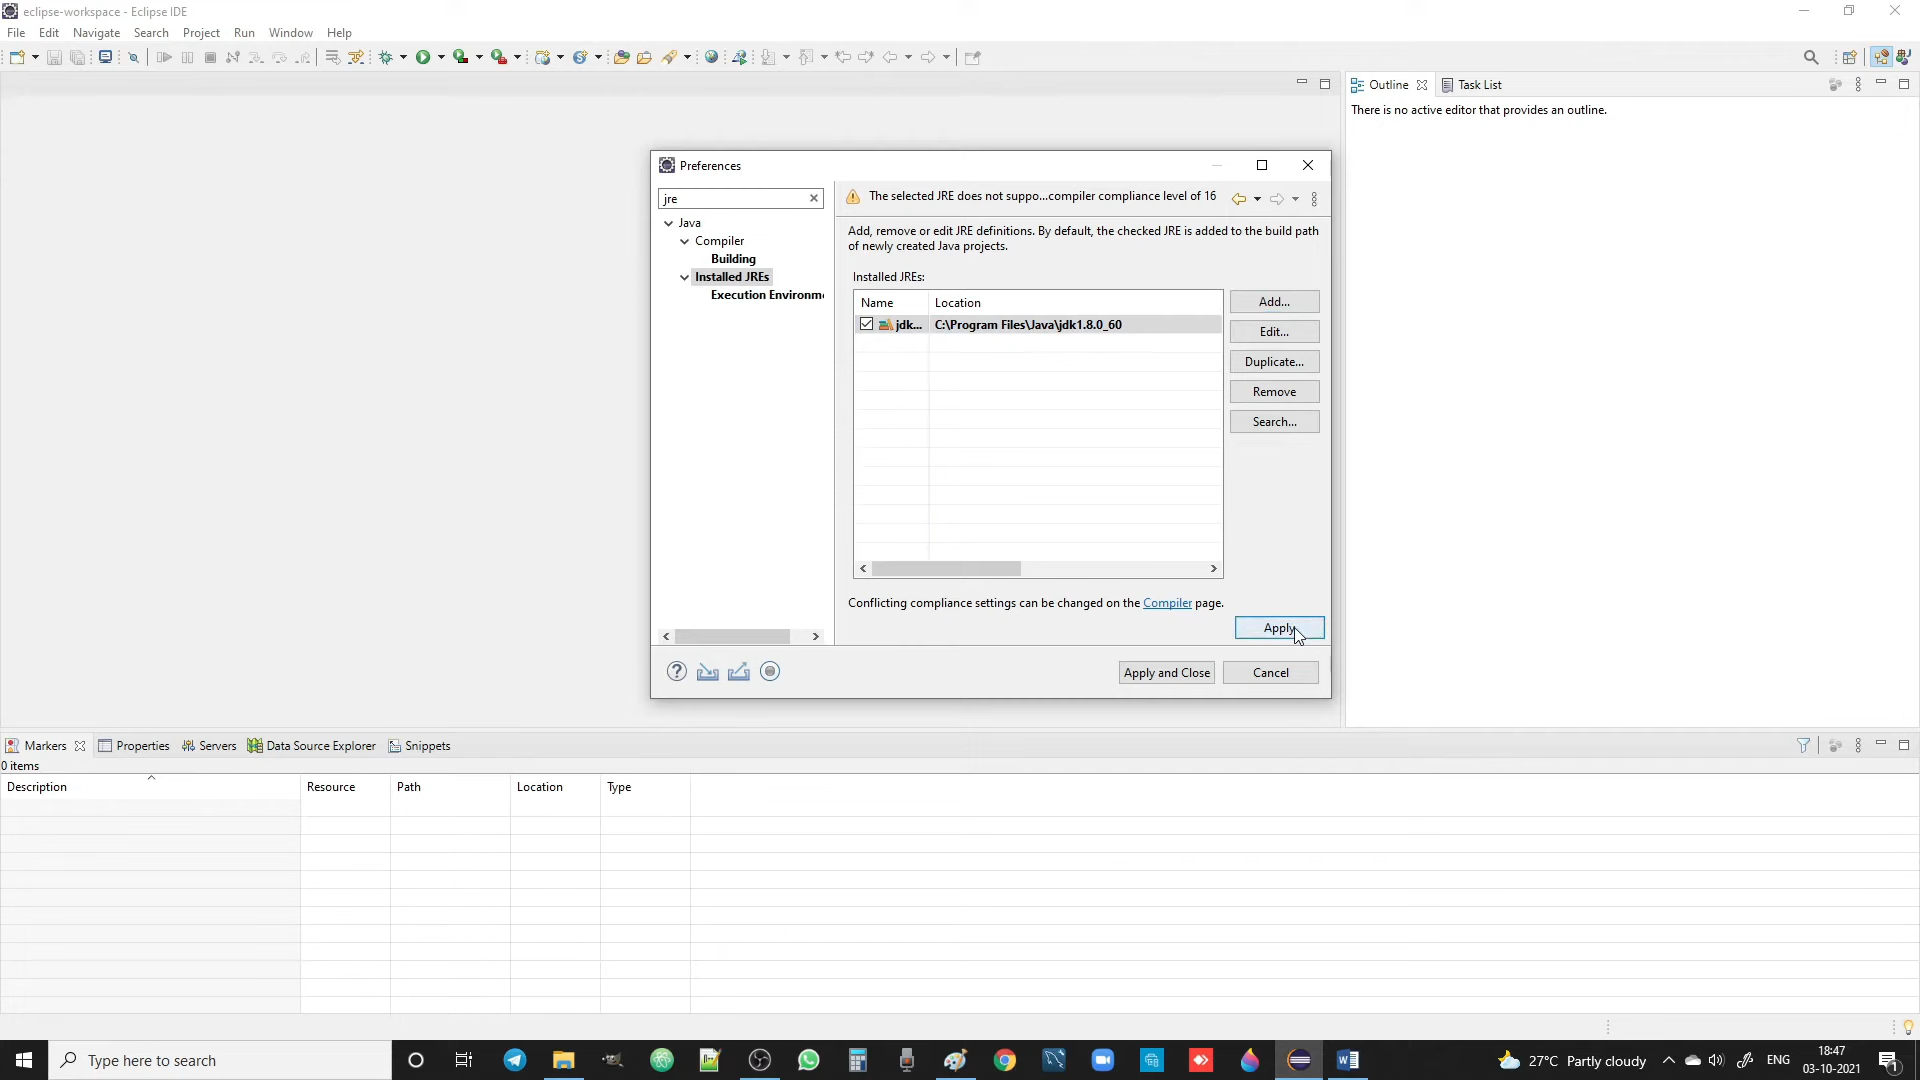 eclipse-workspace - Eclipse IDE
File Edit Navigate Search Project Run Window Help
Outline Task List
There is no active editor that provides an outline.
Preferences
jre
Java
Compiler
Building
Installed JREs
Execution Environme
The selected JRE does not suppo...compiler compliance level of 16
Add, remove or edit JRE definitions. By default, the checked JRE is added to the build path
of newly created Java projects.
Installed JREs:
Name Location
jdk... C:\Program Files\Java\jdk1.8.0_60
Add...
Edit...
Duplicate...
Remove
Search...
Conflicting compliance settings can be changed on the Compiler page.
Apply
Apply and Close Cancel
Markers Properties Servers Data Source Explorer Snippets
0 items
Description Resource Path Location Type
Type here to search
27°C Partly cloudy
ENG
18:47
03-10-2021
1